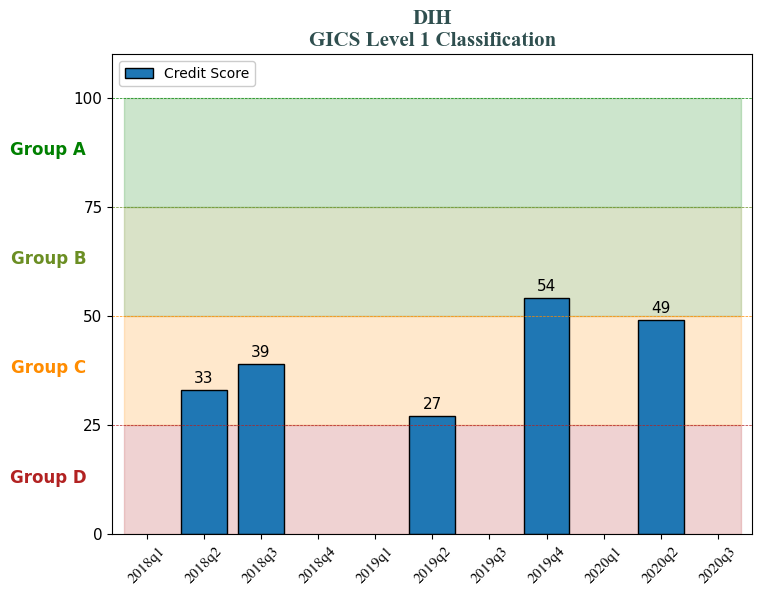 DIH
GICS Level 1 Classification
Credit Score
100
Group A
75
Group B
54
50
49
Group C
39
33
27
25
Group D
0
2018q1 2018q2 2018q3 2018q4 2019q1 2019q2 2019q3 2019q4 2020q1 2020q2 2020q3